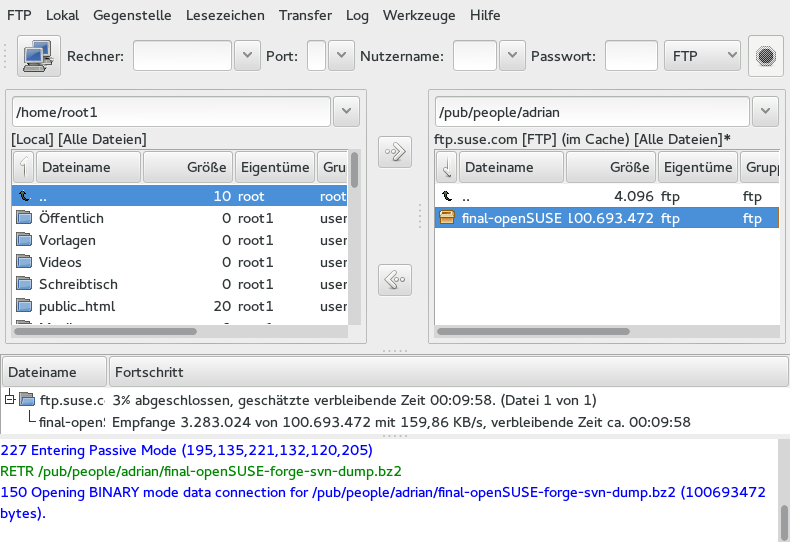 FTP Lokal Gegenstelle Lesezeichen Transfer Log Werkzeuge Hilfe
Rechner: Port: Nutzername: Passwort: FTP
/home/root1
[Local] [Alle Dateien]
Dateiname Größe Eigentüme Gru
.. 10 root root
Öffentlich 0 root1 user
Vorlagen 0 root1 user
Videos 0 root1 user
Schreibtisch 0 root1 user
public_html 20 root1 user
/pub/people/adrian
ftp.suse.com [FTP] (im Cache) [Alle Dateien]*
Dateiname Größe Eigentüme Grupp
.. 4.096 ftp ftp
final-openSUSE 100.693.472 ftp ftp
Dateiname Fortschritt
ftp.suse.c 3% abgeschlossen, geschätzte verbleibende Zeit 00:09:58. (Datei 1 von 1)
final-openS Empfange 3.283.024 von 100.693.472 mit 159,86 KB/s, verbleibende Zeit ca. 00:09:58
227 Entering Passive Mode (195,135,221,132,120,205)
RETR /pub/people/adrian/final-openSUSE-forge-svn-dump.bz2
150 Opening BINARY mode data connection for /pub/people/adrian/final-openSUSE-forge-svn-dump.bz2 (100693472
bytes).